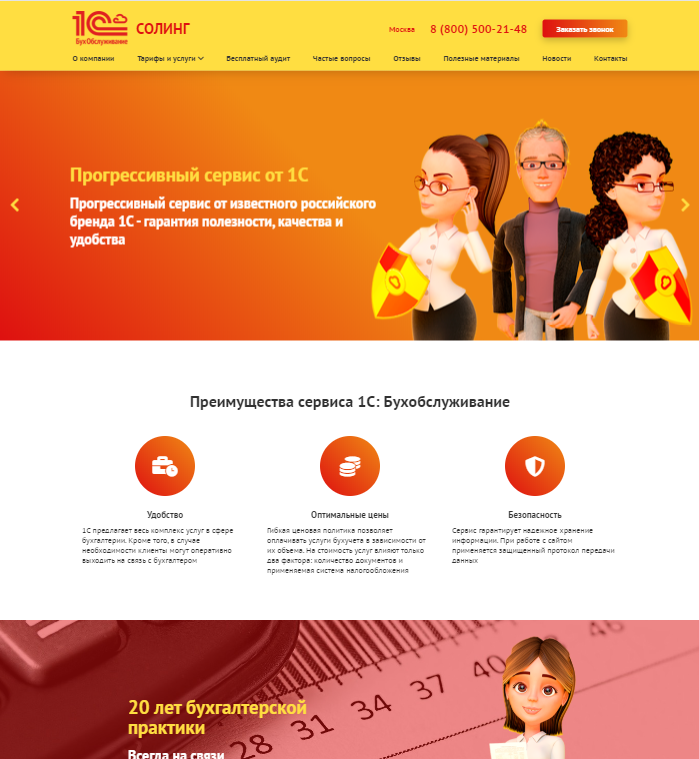 1С
БухОбслуживание
СОЛИНГ
Москва
8 (800) 500-21-48
Заказать звонок
О компании
Тарифы и услуги
Бесплатный аудит
Частые вопросы
Отзывы
Полезные материалы
Новости
Контакты
Прогрессивный сервис от 1С
Прогрессивный сервис от известного российского
бренда 1С - гарантия полезности, качества и
удобства
Преимущества сервиса 1С: Бухобслуживание
Удобство
1С предлагает весь комплекс услуг в сфере
бухгалтерии. Кроме того, в случае
необходимости клиенты могут оперативно
выходить на связь с бухгалтером
Оптимальные цены
Гибкая ценовая политика позволяет
оплачивать услуги бухучета в зависимости от
их объема. На стоимость услуг влияют только
два фактора: количество документов и
применяемая система налогообложения
Безопасность
Сервис гарантирует надежное хранение
информации. При работе с сайтом
применяется защищенный протокол передачи
данных
20 лет бухгалтерской
практики
Всегда на связи
28 31 34 37 40 46